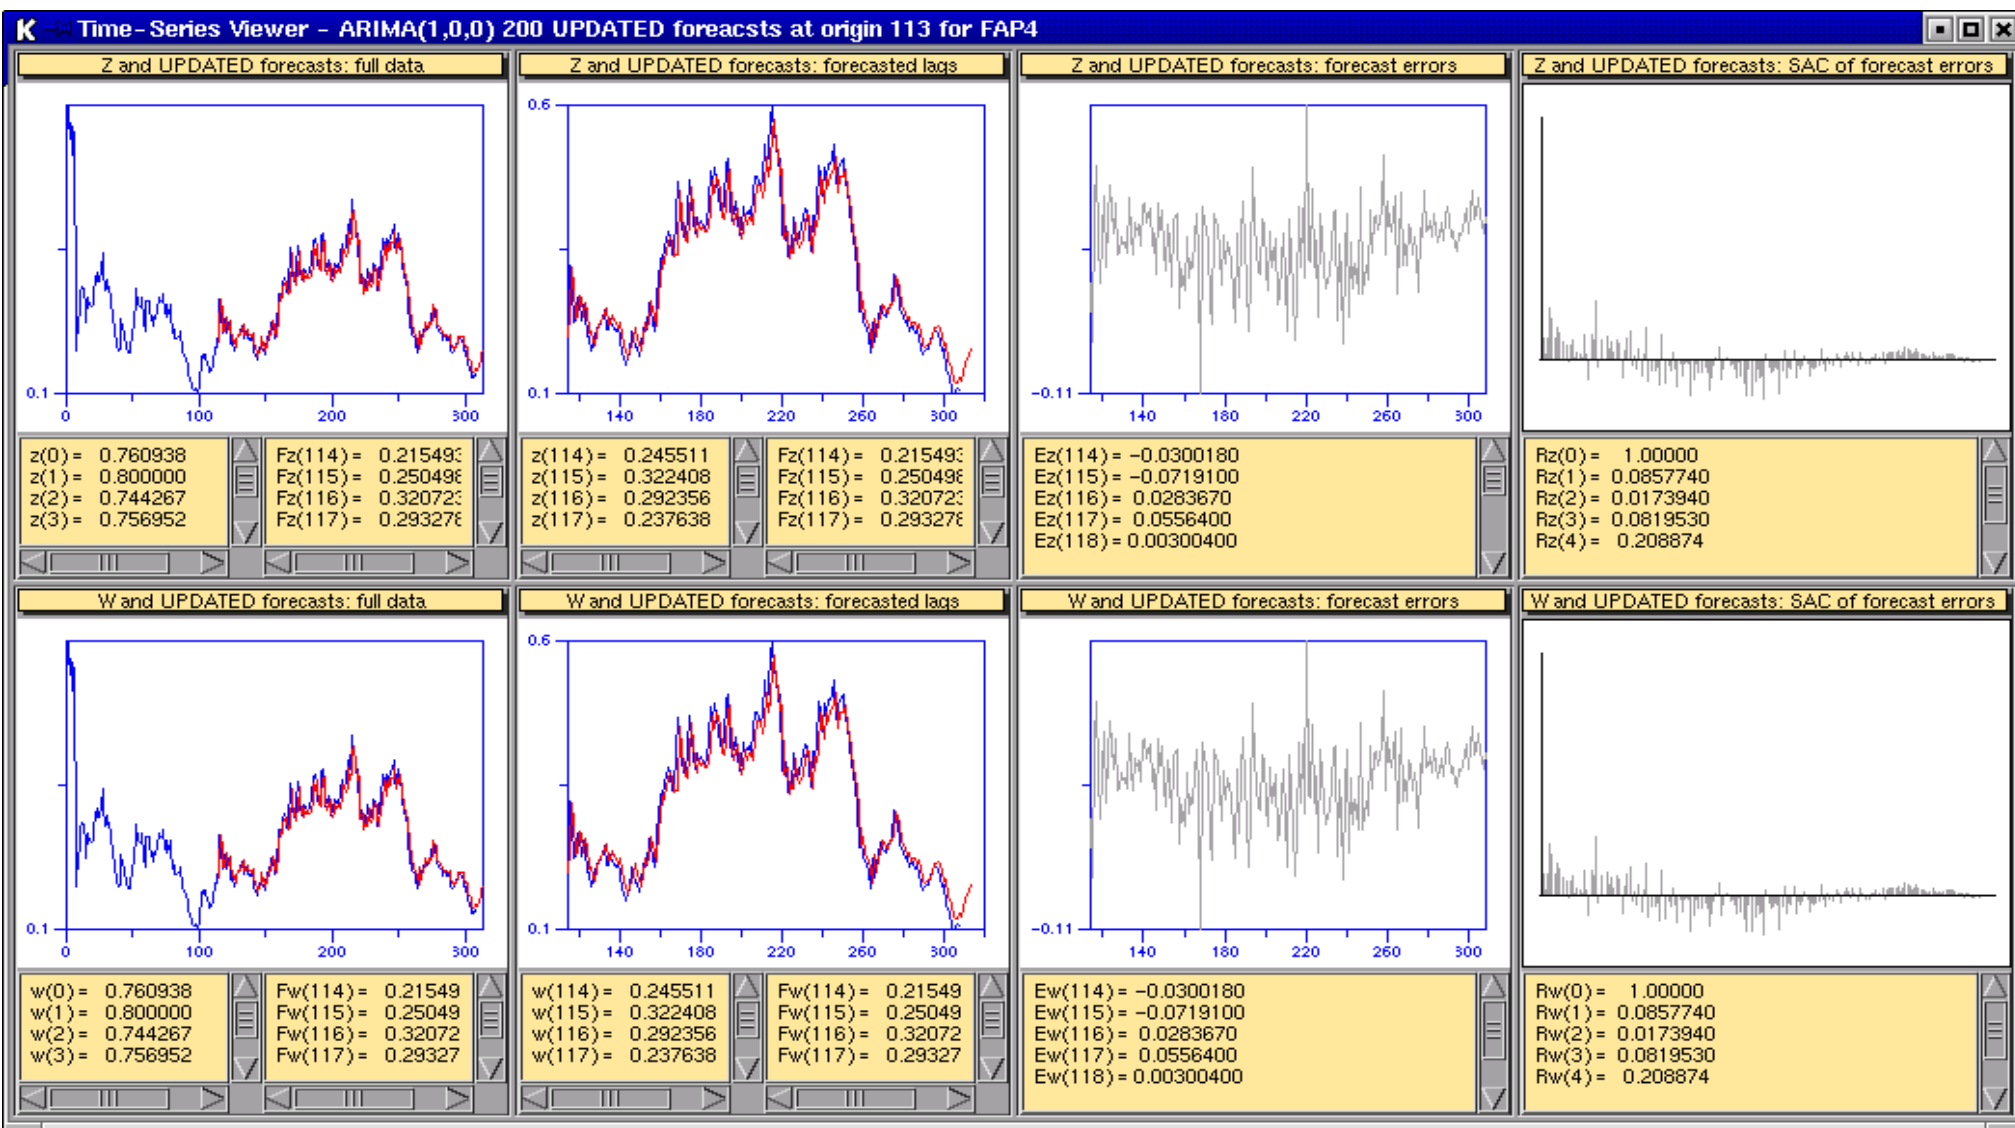 K Time-Series Viewer - ARIMA(1,0,0) 200 UPDATED foreacsts at origin 113 for FAP4
Z and UPDATED forecasts: full data
0.1
0 100 200 300
z(0)= 0.760938
z(1)= 0.800000
z(2)= 0.744267
z(3)= 0.756952
Fz(114)= 0.215493
Fz(115)= 0.250498
Fz(116)= 0.320723
Fz(117)= 0.293278
Z and UPDATED forecasts: forecasted lags
0.6
0.1
140 180 220 260 300
z(114)= 0.245511
z(115)= 0.322408
z(116)= 0.292356
z(117)= 0.237638
Fz(114)= 0.215493
Fz(115)= 0.250498
Fz(116)= 0.320723
Fz(117)= 0.293278
Z and UPDATED forecasts: forecast errors
-0.11
140 180 220 260 300
Ez(114)= -0.0300180
Ez(115)= -0.0719100
Ez(116)= 0.0283670
Ez(117)= 0.0556400
Ez(118)= 0.00300400
Z and UPDATED forecasts: SAC of forecast errors
Rz(0)= 1.00000
Rz(1)= 0.0857740
Rz(2)= 0.0173940
Rz(3)= 0.0819530
Rz(4)= 0.208874
W and UPDATED forecasts: full data
0.1
0 100 200 300
w(0)= 0.760938
w(1)= 0.800000
w(2)= 0.744267
w(3)= 0.756952
Fw(114)= 0.21549
Fw(115)= 0.25049
Fw(116)= 0.32072
Fw(117)= 0.29327
W and UPDATED forecasts: forecasted lags
0.6
0.1
140 180 220 260 300
w(114)= 0.245511
w(115)= 0.322408
w(116)= 0.292356
w(117)= 0.237638
Fw(114)= 0.21549
Fw(115)= 0.25049
Fw(116)= 0.32072
Fw(117)= 0.29327
W and UPDATED forecasts: forecast errors
-0.11
140 180 220 260 300
Ew(114)= -0.0300180
Ew(115)= -0.0719100
Ew(116)= 0.0283670
Ew(117)= 0.0556400
Ew(118)= 0.00300400
W and UPDATED forecasts: SAC of forecast errors
Rw(0)= 1.00000
Rw(1)= 0.0857740
Rw(2)= 0.0173940
Rw(3)= 0.0819530
Rw(4)= 0.208874